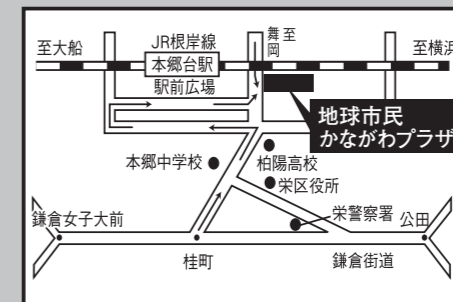 至大船
JR根岸線
舞岡
至
至横浜
本郷台駅
駅前広場
地球市民
かながわプラザ
本郷中学校
柏陽高校
栄区役所
鎌倉女子大前
栄警察署
公田
桂町
鎌倉街道